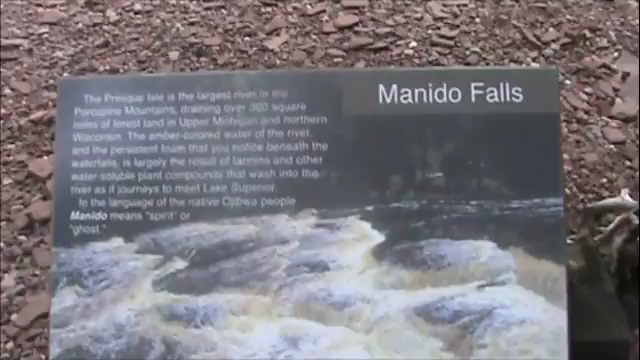 Manido Falls
The Presque Isle is the largest river in the
Porcupine Mountains, draining over 300 square
miles of forest land in Upper Michigan and northern
Wisconsin. The amber-colored water of the river,
and the persistent foam that you notice beneath the
waterfalls, is largely the result of tannins and other
water-soluble plant compounds that wash into the
river as it journeys to meet Lake Superior.
In the language of the native Ojibwa people
Manido means "spirit" or
"ghost."